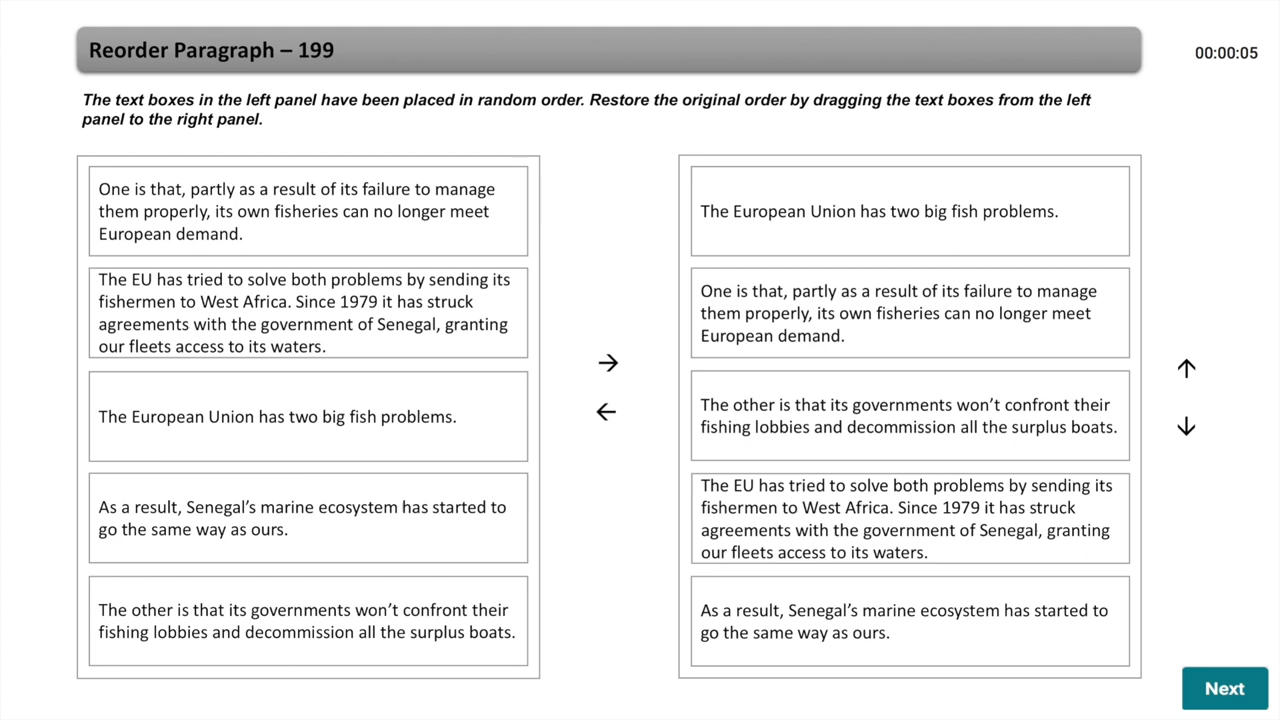 Reorder Paragraph – 199
00:00:05
The text boxes in the left panel have been placed in random order. Restore the original order by dragging the text boxes from the left
panel to the right panel.
One is that, partly as a result of its failure to manage
them properly, its own fisheries can no longer meet
European demand.
The EU has tried to solve both problems by sending its
fishermen to West Africa. Since 1979 it has struck
agreements with the government of Senegal, granting
our fleets access to its waters.
The European Union has two big fish problems.
As a result, Senegal’s marine ecosystem has started to
go the same way as ours.
The other is that its governments won’t confront their
fishing lobbies and decommission all the surplus boats.
The European Union has two big fish problems.
One is that, partly as a result of its failure to manage
them properly, its own fisheries can no longer meet
European demand.
The other is that its governments won’t confront their
fishing lobbies and decommission all the surplus boats.
The EU has tried to solve both problems by sending its
fishermen to West Africa. Since 1979 it has struck
agreements with the government of Senegal, granting
our fleets access to its waters.
As a result, Senegal’s marine ecosystem has started to
go the same way as ours.
Next